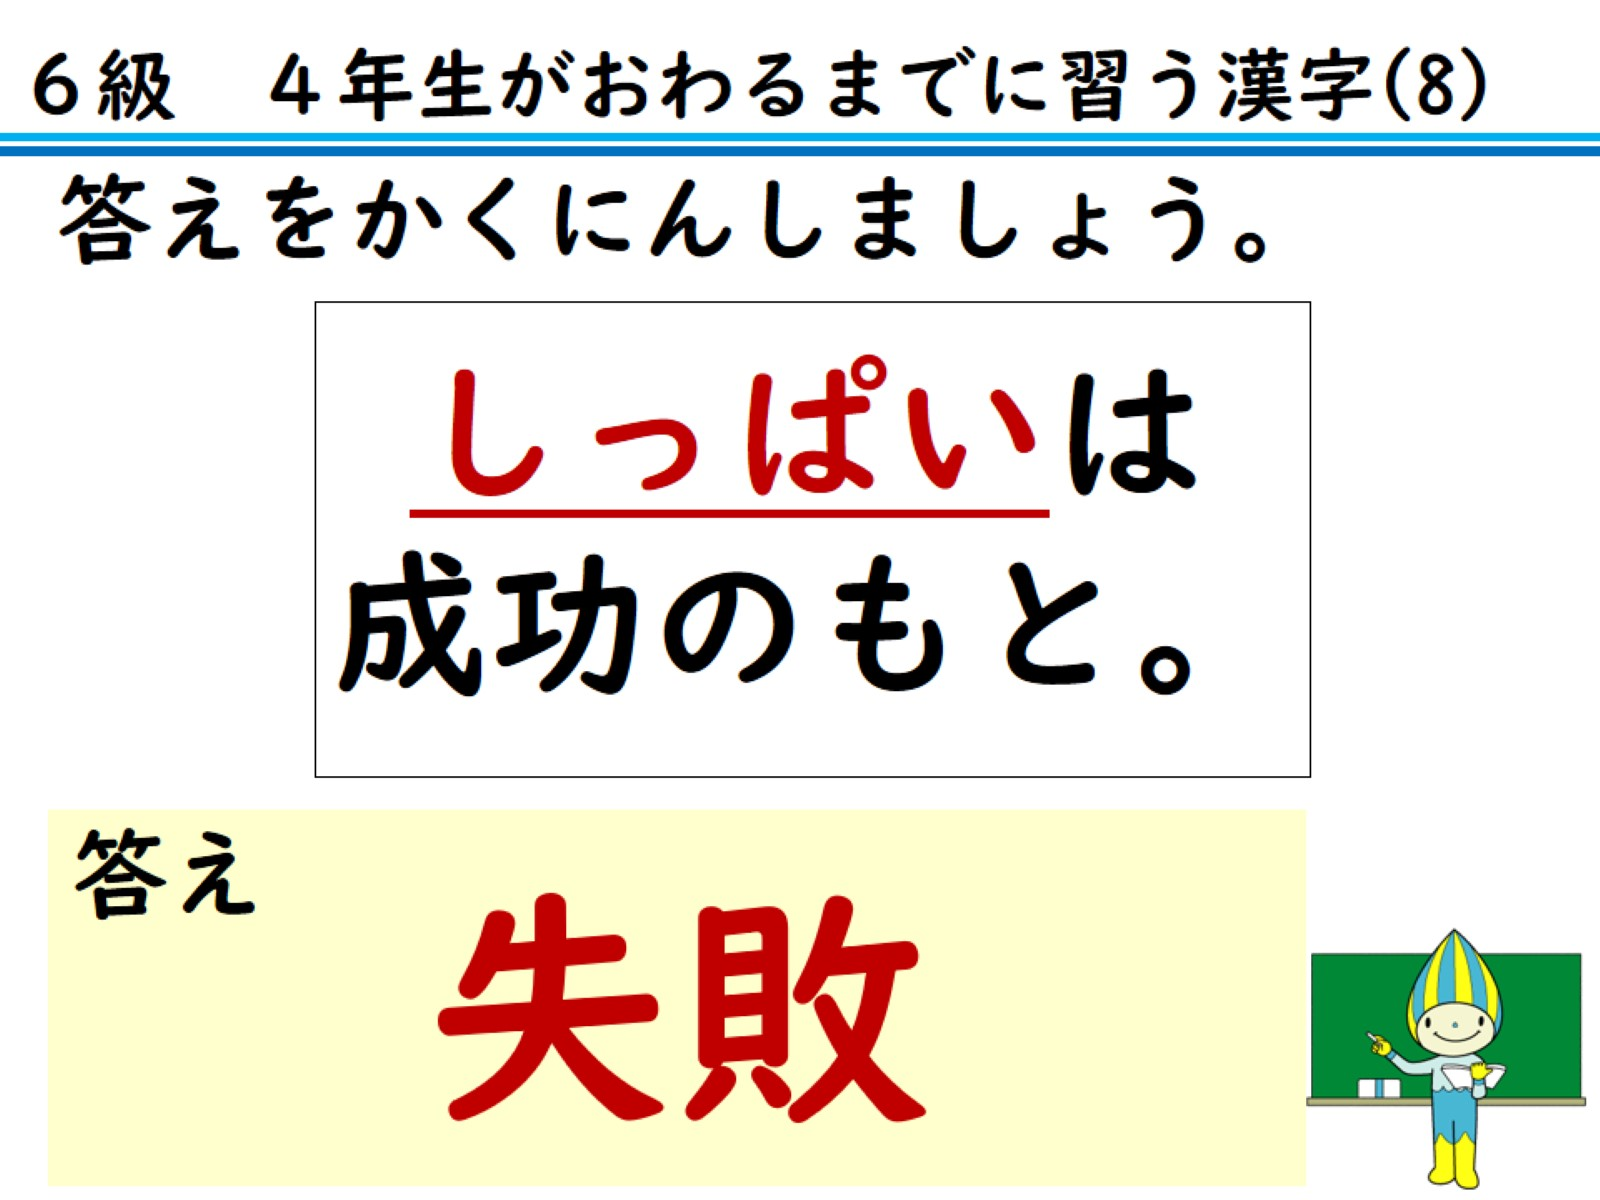 ６級　４年生がおわるまでに習う漢字(8)
答えをかくにんしましょう。
しっぱいは
成功のもと。
答え
失敗